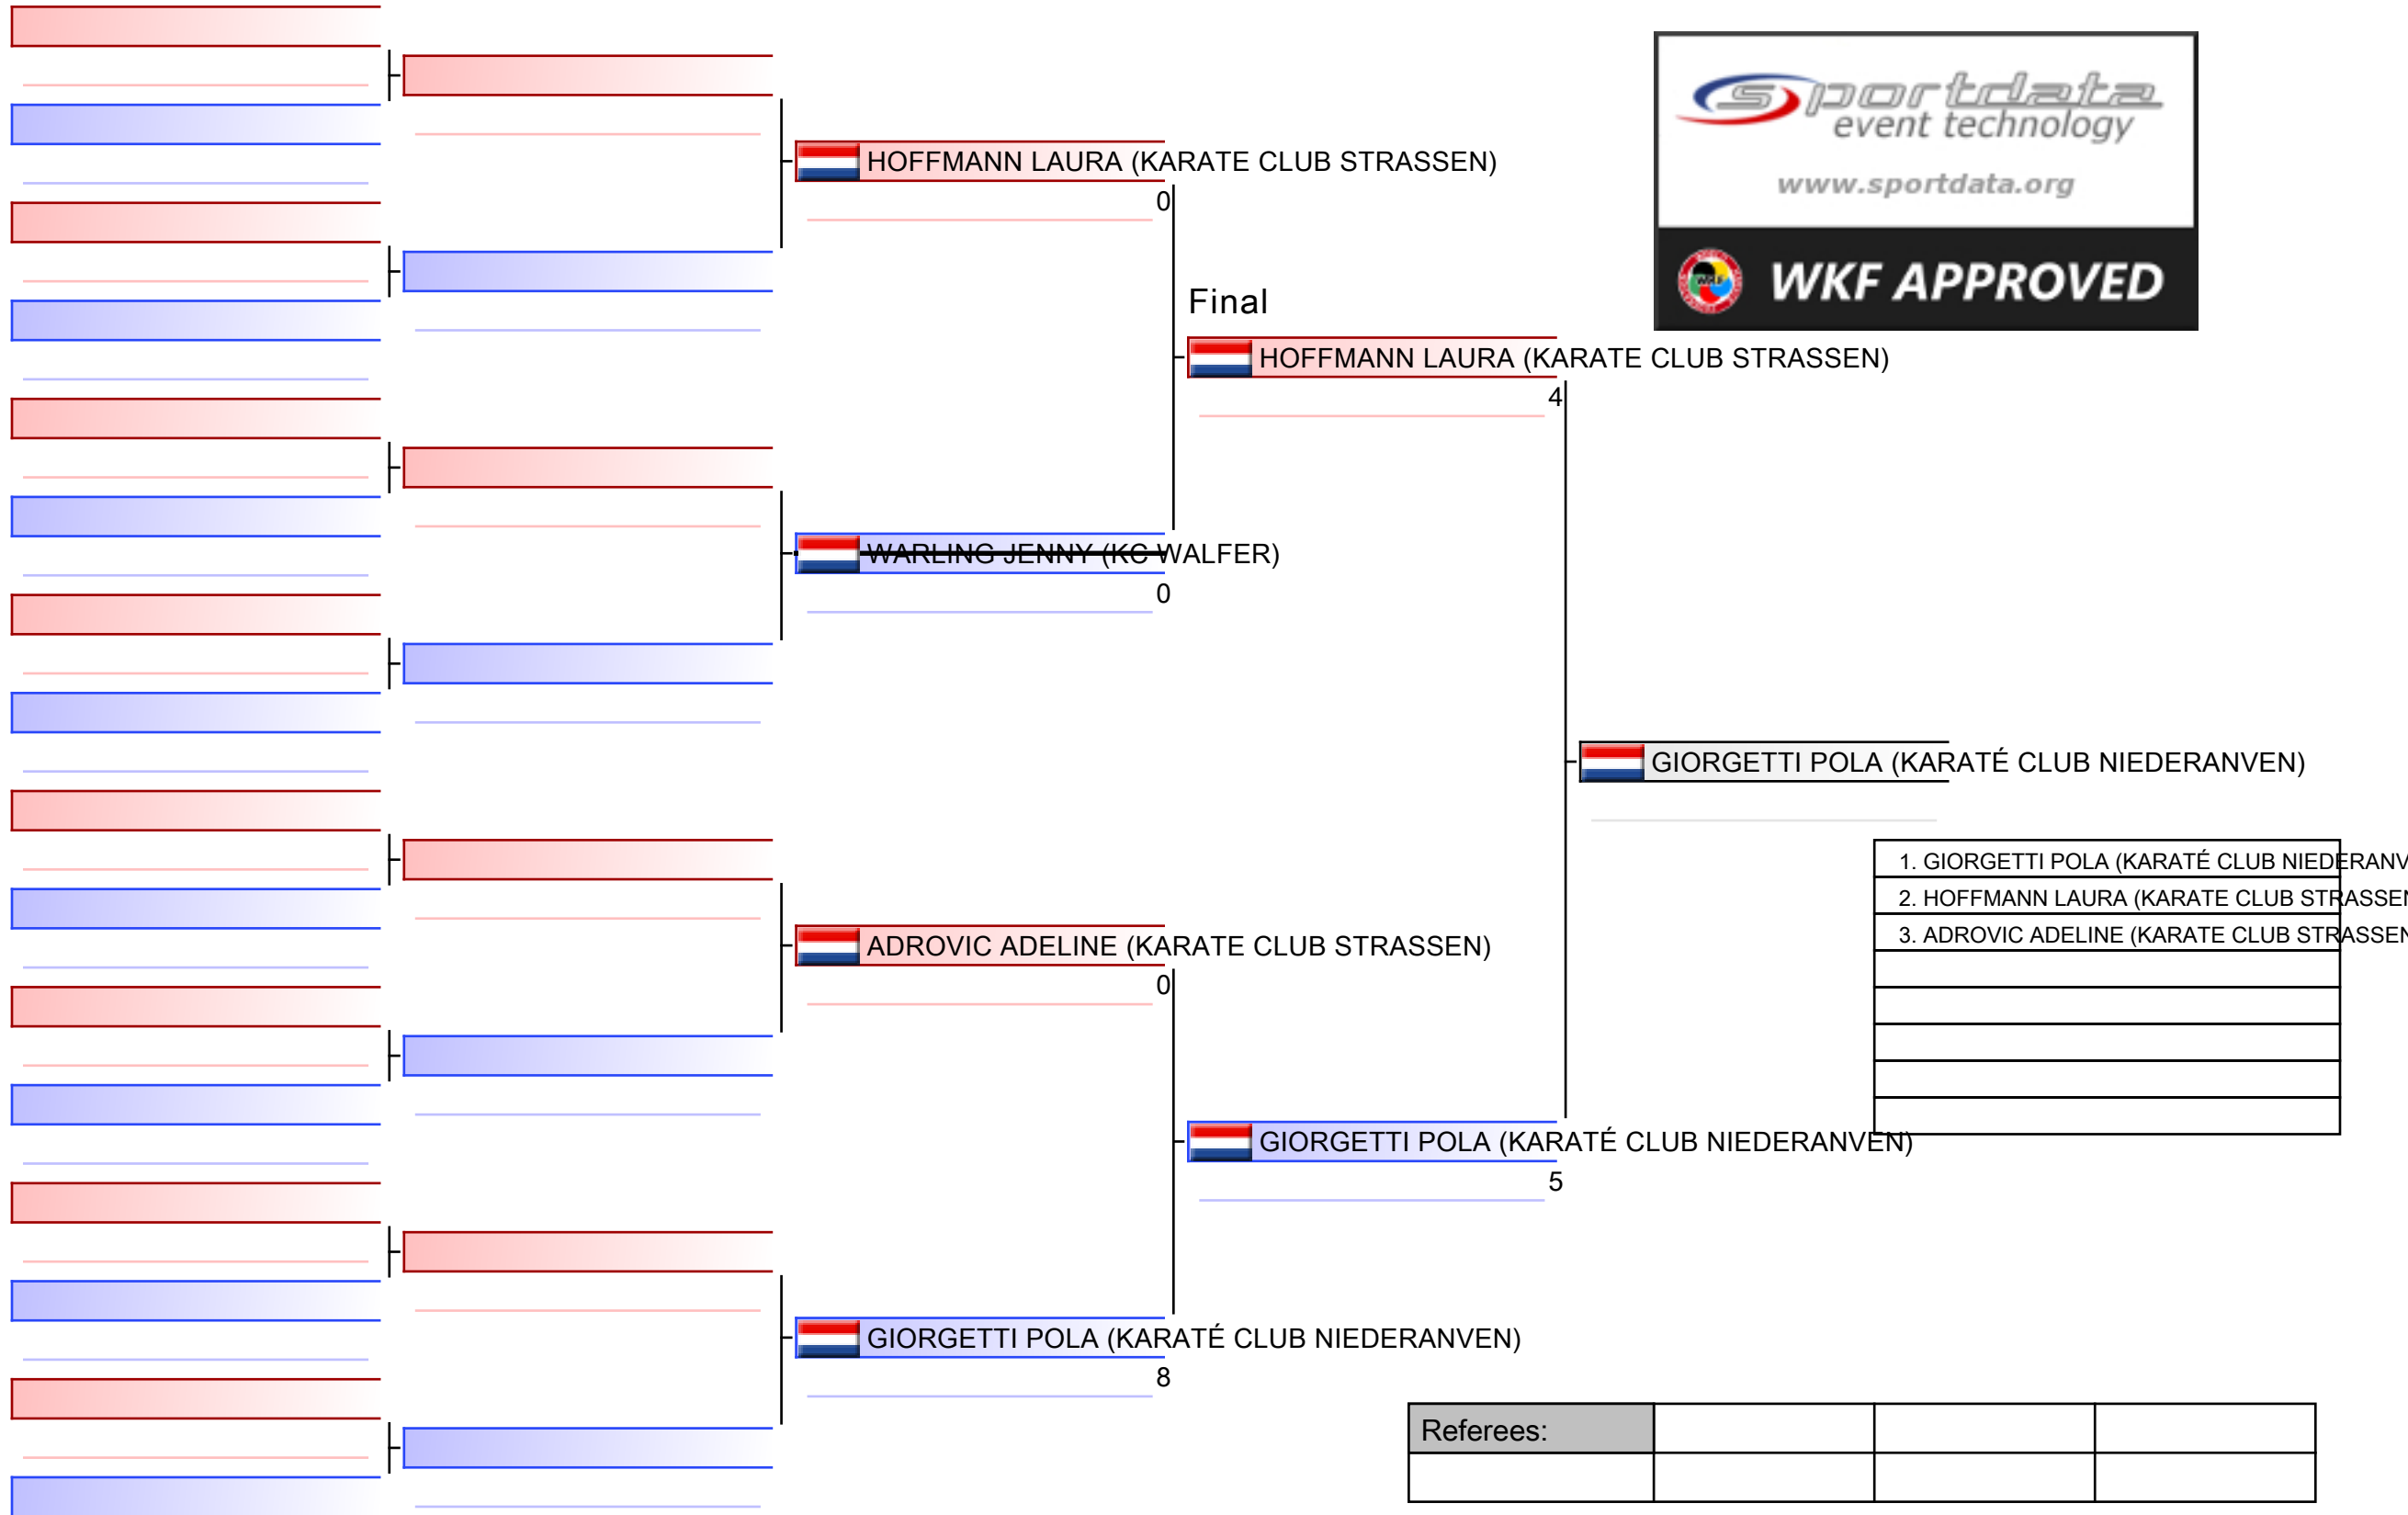 sportdata
event technology
www.sportdata.org
WKF APPROVED
HOFFMANN LAURA (KARATE CLUB STRASSEN)
0
Final
HOFFMANN LAURA (KARATE CLUB STRASSEN)
4
WARLING JENNY (KC WALFER)
0
GIORGETTI POLA (KARATÉ CLUB NIEDERANVEN)
1. GIORGETTI POLA (KARATÉ CLUB NIEDERANV
2. HOFFMANN LAURA (KARATE CLUB STRASSEN
3. ADROVIC ADELINE (KARATE CLUB STRASSEN
ADROVIC ADELINE (KARATE CLUB STRASSEN)
0
GIORGETTI POLA (KARATÉ CLUB NIEDERANVEN)
5
GIORGETTI POLA (KARATÉ CLUB NIEDERANVEN)
8
Referees: